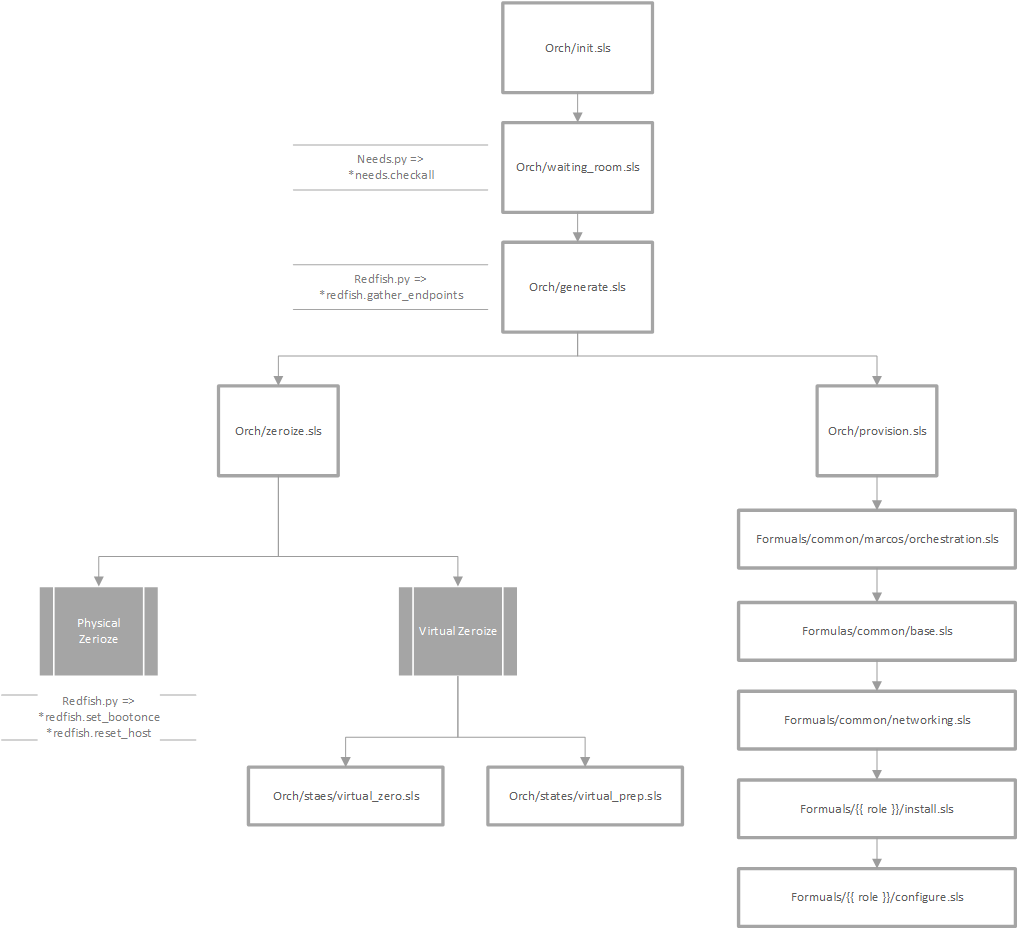 Orch/init.sls
Needs.py =>
*needs.checkall
Orch/waiting_room.sls
Redfish.py =>
*redfish.gather_endpoints
Orch/generate.sls
Orch/zeroize.sls
Orch/provision.sls
Formuals/common/marcos/orchestration.sls
Physical
Zerioze
Virtual Zeroize
Formulas/common/base.sls
Redfish.py =>
*redfish.set_bootonce
*redfish.reset_host
Formuals/common/networking.sls
Orch/staes/virtual_zero.sls
Orch/states/virtual_prep.sls
Formuals/{{ role }}/install.sls
Formuals/{{ role }}/configure.sls